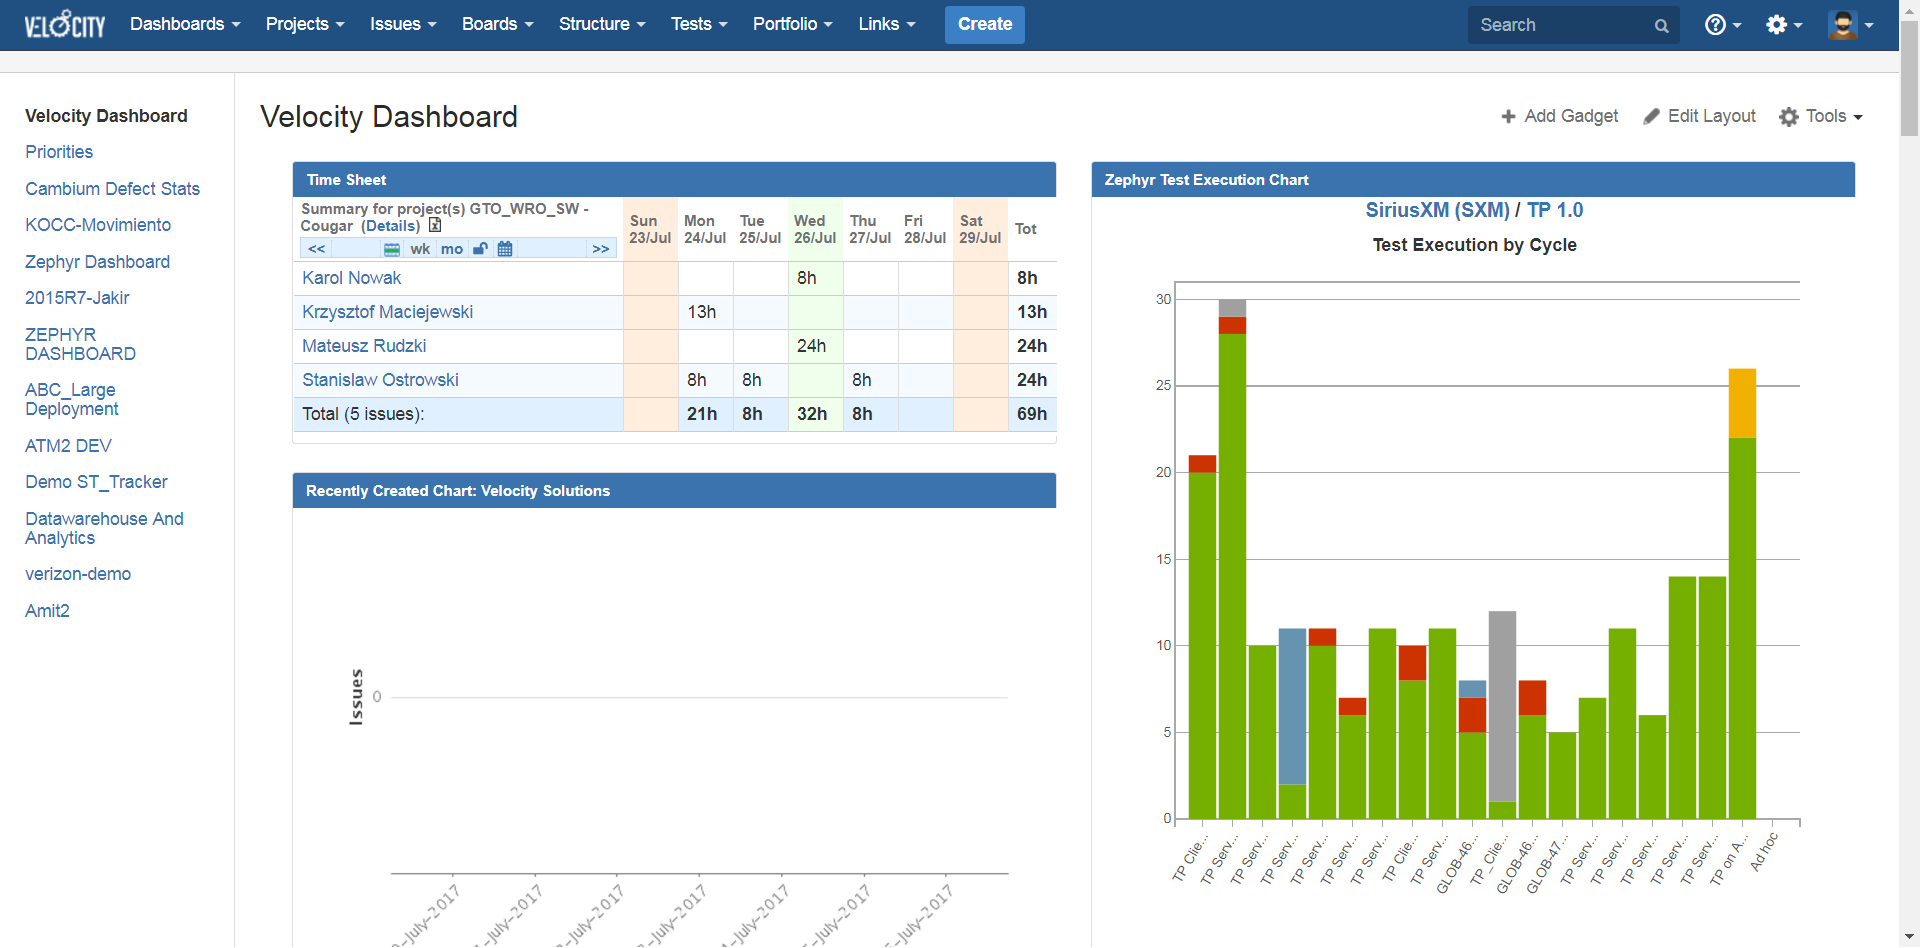 VELOCITY Dashboards Projects Issues Boards Structure Tests Portfolio Links Create Search
Velocity Dashboard
Priorities
Cambium Defect Stats
KOCC-Movimiento
Zephyr Dashboard
2015R7-Jakir
ZEPHYR
DASHBOARD
ABC_Large
Deployment
ATM2 DEV
Demo ST_Tracker
Datawarehouse And
Analytics
verizon-demo
Amit2
Velocity Dashboard
Add Gadget Edit Layout Tools
Time Sheet
Summary for project(s) GTO_WRO_SW -
Cougar (Details)
<< wk mo >>
Sun 23/Jul Mon 24/Jul Tue 25/Jul Wed 26/Jul Thu 27/Jul Fri 28/Jul Sat 29/Jul Tot
Karol Nowak 8h 8h
Krzysztof Maciejewski 13h 13h
Mateusz Rudzki 24h 24h
Stanislaw Ostrowski 8h 8h 8h 24h
Total (5 issues): 21h 8h 32h 8h 69h
Recently Created Chart: Velocity Solutions
Issues
0
-July-2017 -July-2017 -July-2017 -July-2017 -July-2017 -July-2017 -July-2017
Zephyr Test Execution Chart
SiriusXM (SXM) / TP 1.0
Test Execution by Cycle
30
25
20
15
10
5
0
TP Clie... TP Serv... TP Serv... TP Serv... TP Serv... TP Serv... TP Serv... TP Clie... TP Serv... GLOB-46... TP_Clie... GLOB-46... GLOB-47... TP Serv... TP Serv... TP Serv... TP Serv... TP Serv... TP on A... Ad hoc